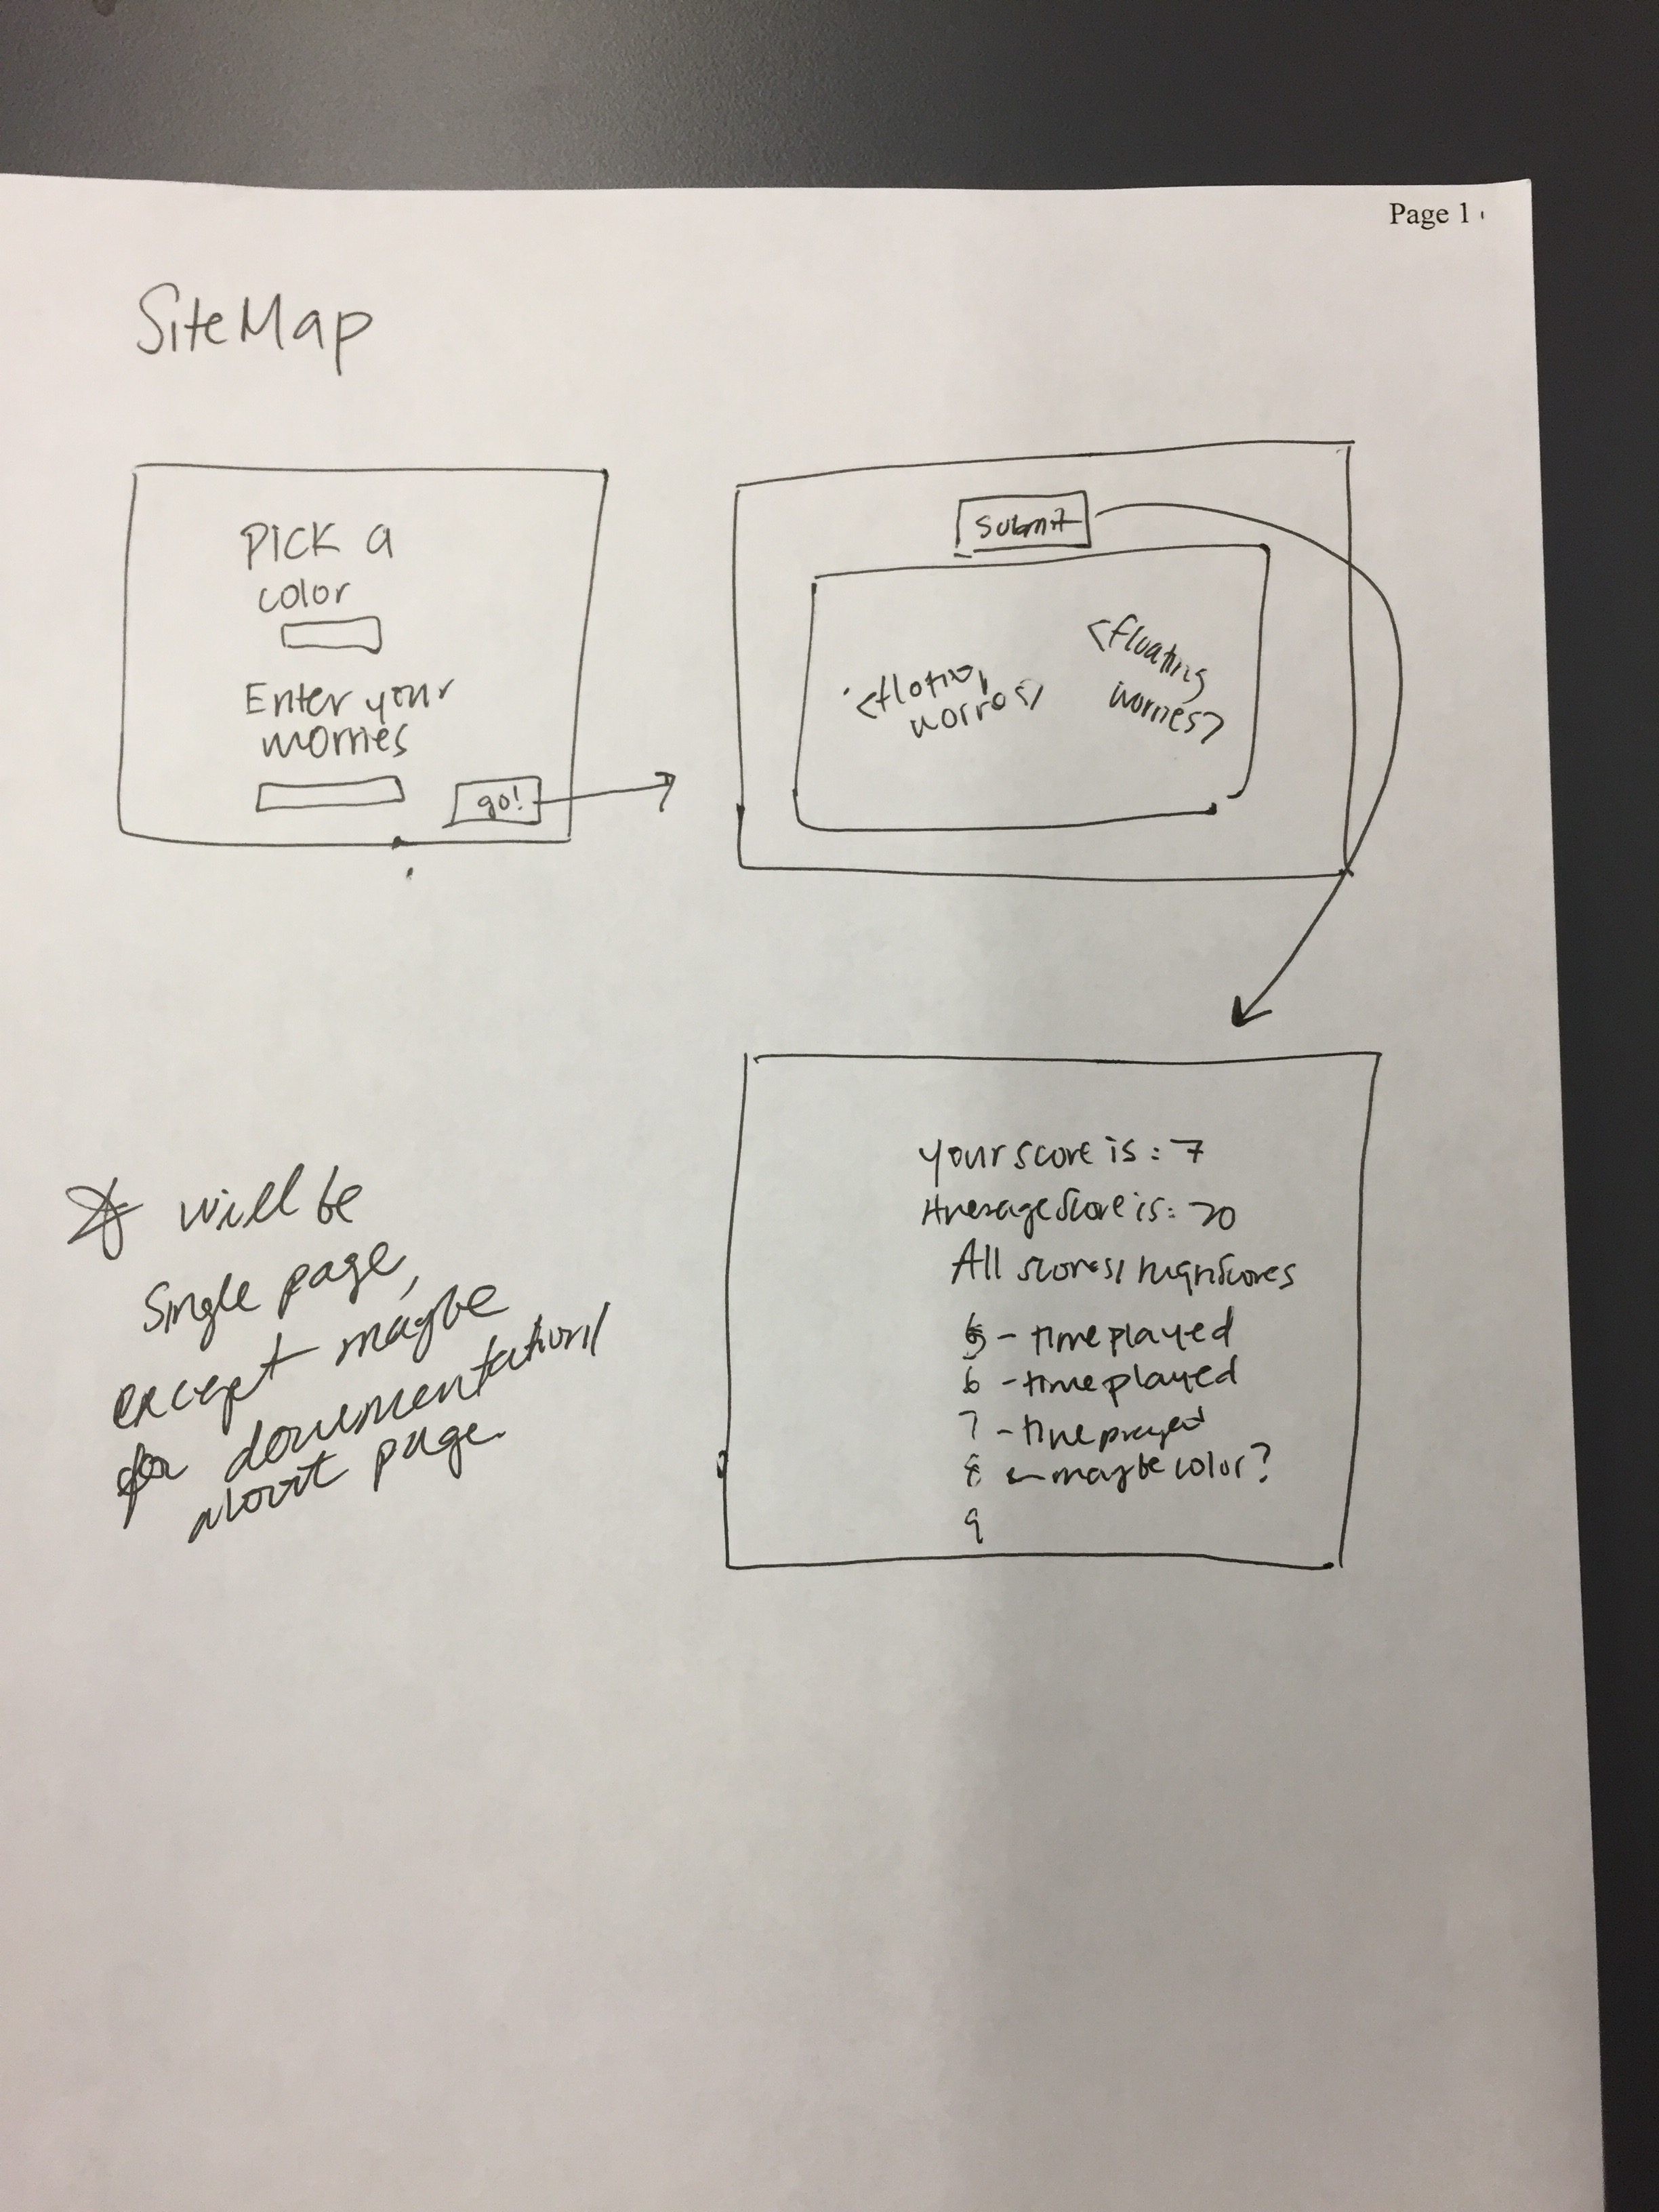 Page 1
SiteMap
PICK a
color
Enter your
worries
go!
Submit
<floating
worries>
<floating
worries>
your score is: 7
Average Score is: 20
All scores/ highscores
5 - time played
6 - time played
7 - time played
8 ← maybe color?
9
* will be
Single page,
except maybe
for documentation/
about page.